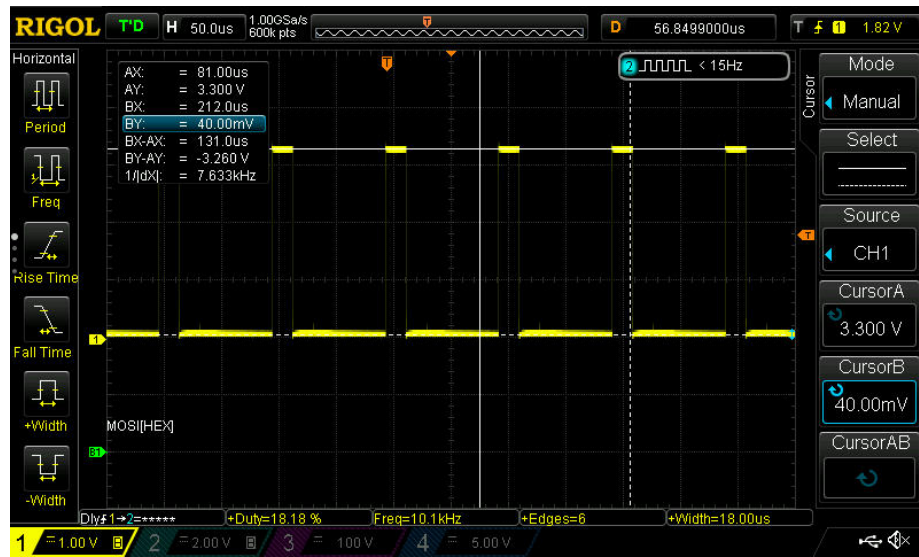 RIGOL T'D H 50.0us 1.00GSa/s 600k pts D 56.8499000us T 1 1.82 V
Horizontal
Period
Freq
Rise Time
Fall Time
+Width
-Width
AX: = 81.00us
AY: = 3.300 V
BX: = 212.0us
BY: = 40.00mV
BX-AX: = 131.0us
BY-AY: = -3.260 V
1/|dX|: = 7.633kHz
T
2 < 15Hz
T
1
MOSI[HEX]
B1
Cursor
Mode
Manual
Select
Source
CH1
CursorA
3.300 V
CursorB
40.00mV
CursorAB
Dly 1→2=***** +Duty=18.18 % Freq=10.1kHz +Edges=6 +Width=18.00us
1 =1.00 V B 2 =2.00 V B 3 = 100 V 4 = 5.00 V